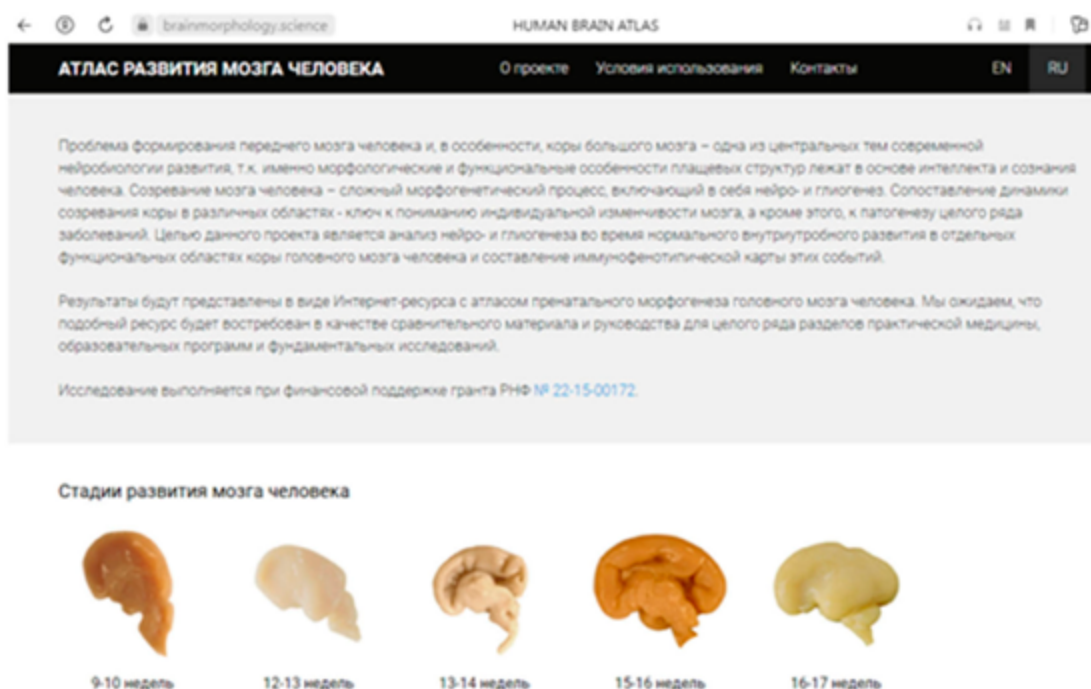 brainmorphology.science
HUMAN BRAIN ATLAS
АТЛАС РАЗВИТИЯ МОЗГА ЧЕЛОВЕКА
О проекте
Условия использования
Контакты
EN
RU
Проблема формирования переднего мозга человека и, в особенности, коры большого мозга – одна из центральных тем современной
нейробиологии развития, т.к. именно морфологические и функциональные особенности плащевых структур лежат в основе интеллекта и сознания
человека. Созревание мозга человека – сложный морфогенетический процесс, включающий в себя нейро- и глиогенез. Сопоставление динамики
созревания коры в различных областях - ключ к пониманию индивидуальной изменчивости мозга, а кроме этого, к патогенезу целого ряда
заболеваний. Целью данного проекта является анализ нейро- и глиогенеза во время нормального внутриутробного развития в отдельных
функциональных областях коры головного мозга человека и составление иммунофенотипической карты этих событий.
Результаты будут представлены в виде Интернет-ресурса с атласом пренатального морфогенеза головного мозга человека. Мы ожидаем, что
подобный ресурс будет востребован в качестве сравнительного материала и руководства для целого ряда разделов практической медицины,
образовательных программ и фундаментальных исследований.
Исследование выполняется при финансовой поддержке гранта РНФ № 22-15-00172.
Стадии развития мозга человека
9-10 недель
12-13 недель
13-14 недель
15-16 недель
16-17 недель